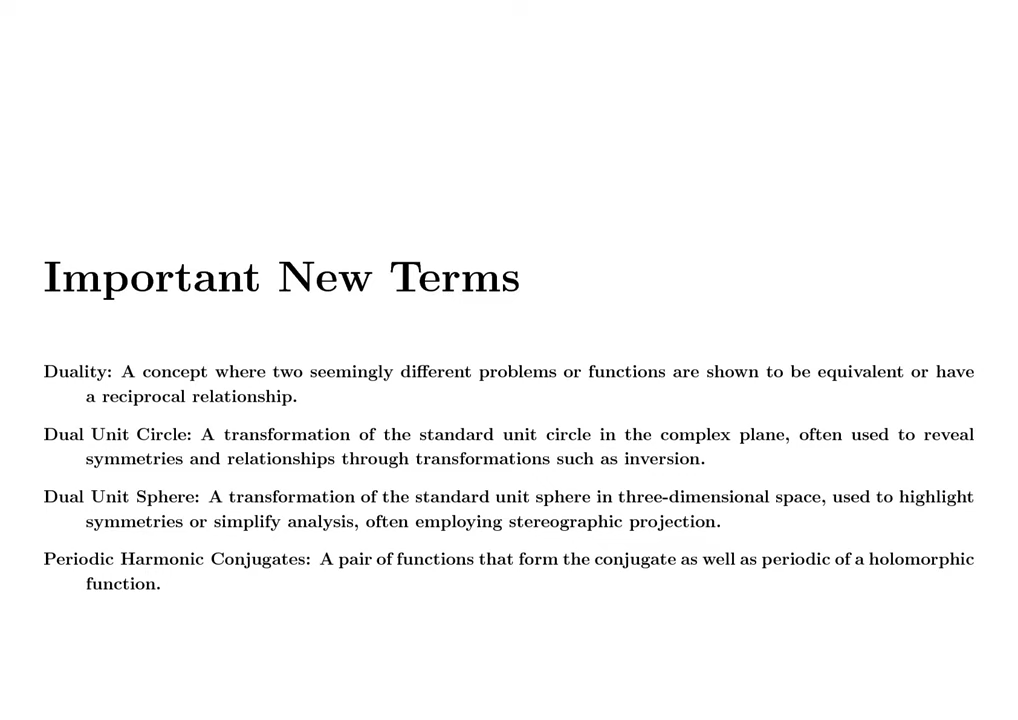 Important New Terms
Duality: A concept where two seemingly different problems or functions are shown to be equivalent or have
a reciprocal relationship.
Dual Unit Circle: A transformation of the standard unit circle in the complex plane, often used to reveal
symmetries and relationships through transformations such as inversion.
Dual Unit Sphere: A transformation of the standard unit sphere in three-dimensional space, used to highlight
symmetries or simplify analysis, often employing stereographic projection.
Periodic Harmonic Conjugates: A pair of functions that form the conjugate as well as periodic of a holomorphic
function.